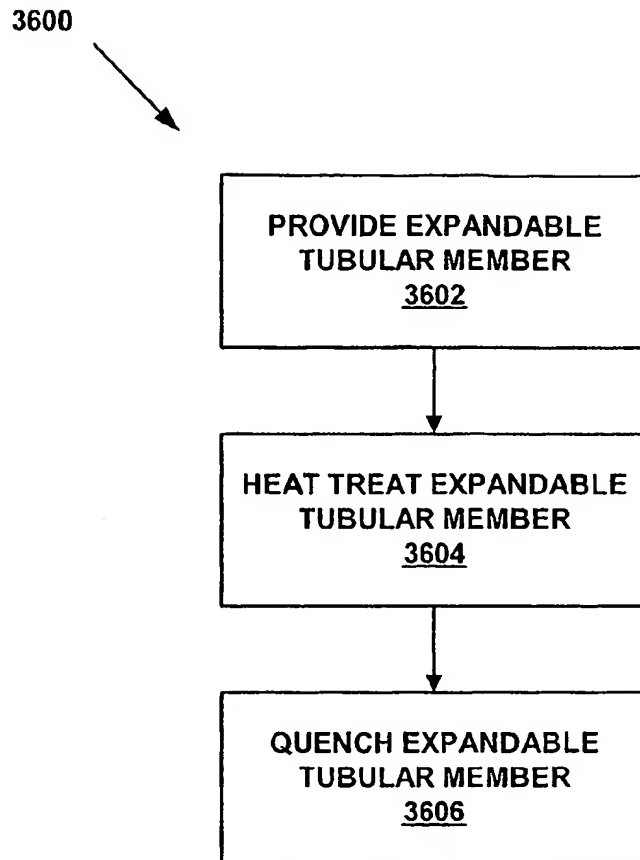 3600
PROVIDE EXPANDABLE
TUBULAR MEMBER
3602
HEAT TREAT EXPANDABLE
TUBULAR MEMBER
3604
QUENCH EXPANDABLE
TUBULAR MEMBER
3606